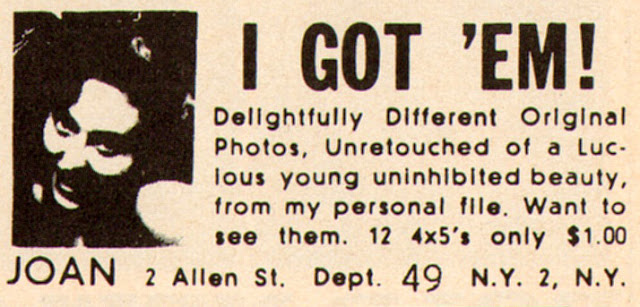 I GOT 'EM!
Delightfully Different Original
Photos, Unretouched of a Luc-
ious young uninhibited beauty,
from my personal file. Want to
see them. 12 4x5's only $1.00
JOAN 2 Allen St. Dept. 49 N.Y. 2, N.Y.